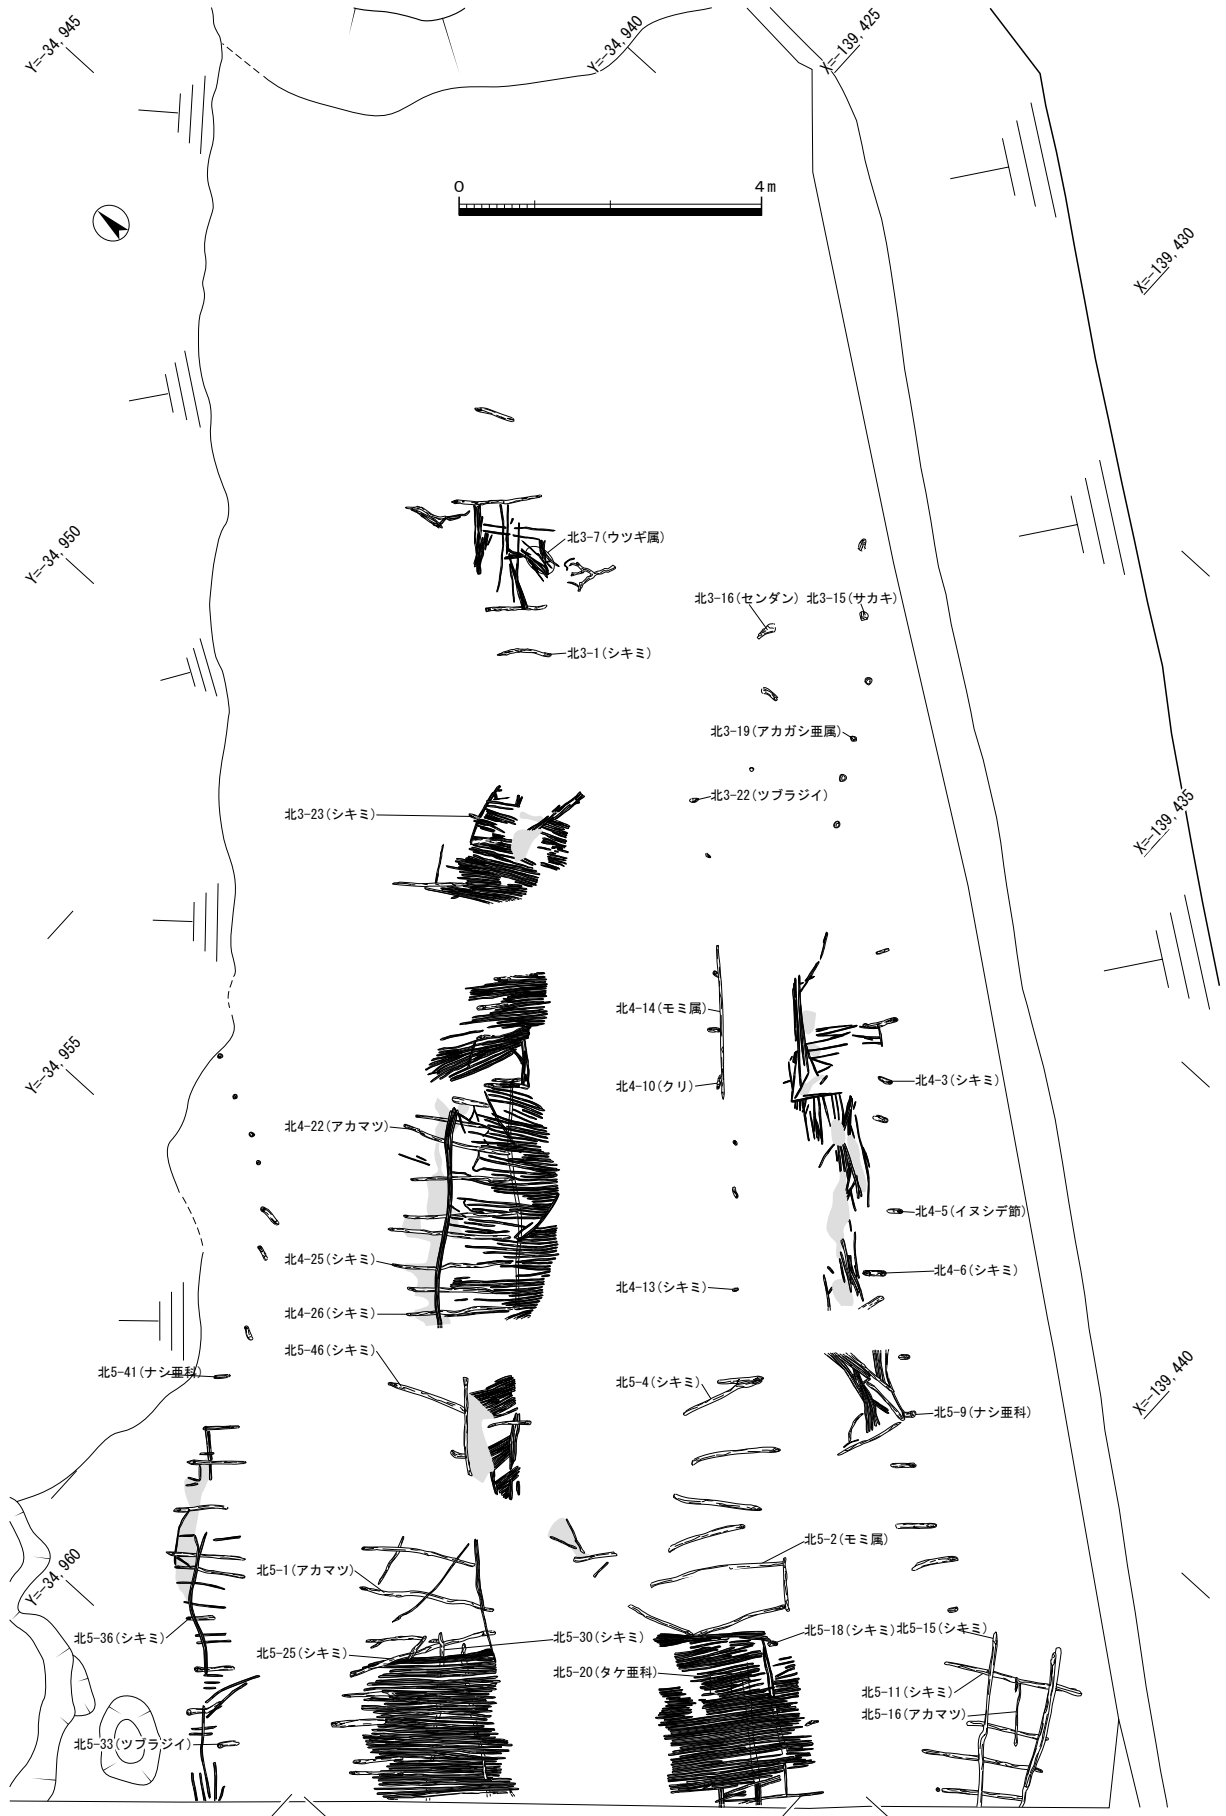 Y=-34,945
Y=-34,940
X=-139,425
0 4m
X=-139,430
Y=-34,950
北3-7(ウツギ属)
北3-16(センダン) 北3-15(サカキ)
北3-1(シキミ)
北3-19(アカガシ亜属)
北3-22(ツブラジイ)
北3-23(シキミ)
X=-139,435
北4-14(モミ属)
Y=-34,955
北4-10(クリ)
北4-3(シキミ)
北4-22(アカマツ)
北4-5(イヌシデ節)
北4-25(シキミ)
北4-6(シキミ)
北4-13(シキミ)
北4-26(シキミ)
北5-46(シキミ)
北5-41(ナシ亜科)
北5-4(シキミ)
X=-139,440
北5-9(ナシ亜科)
北5-2(モミ属)
Y=-34,960
北5-1(アカマツ)
北5-36(シキミ)
北5-30(シキミ)
北5-18(シキミ) 北5-15(シキミ)
北5-25(シキミ)
北5-20(タケ亜科)
北5-11(シキミ)
北5-16(アカマツ)
北5-33(ツブラジイ)